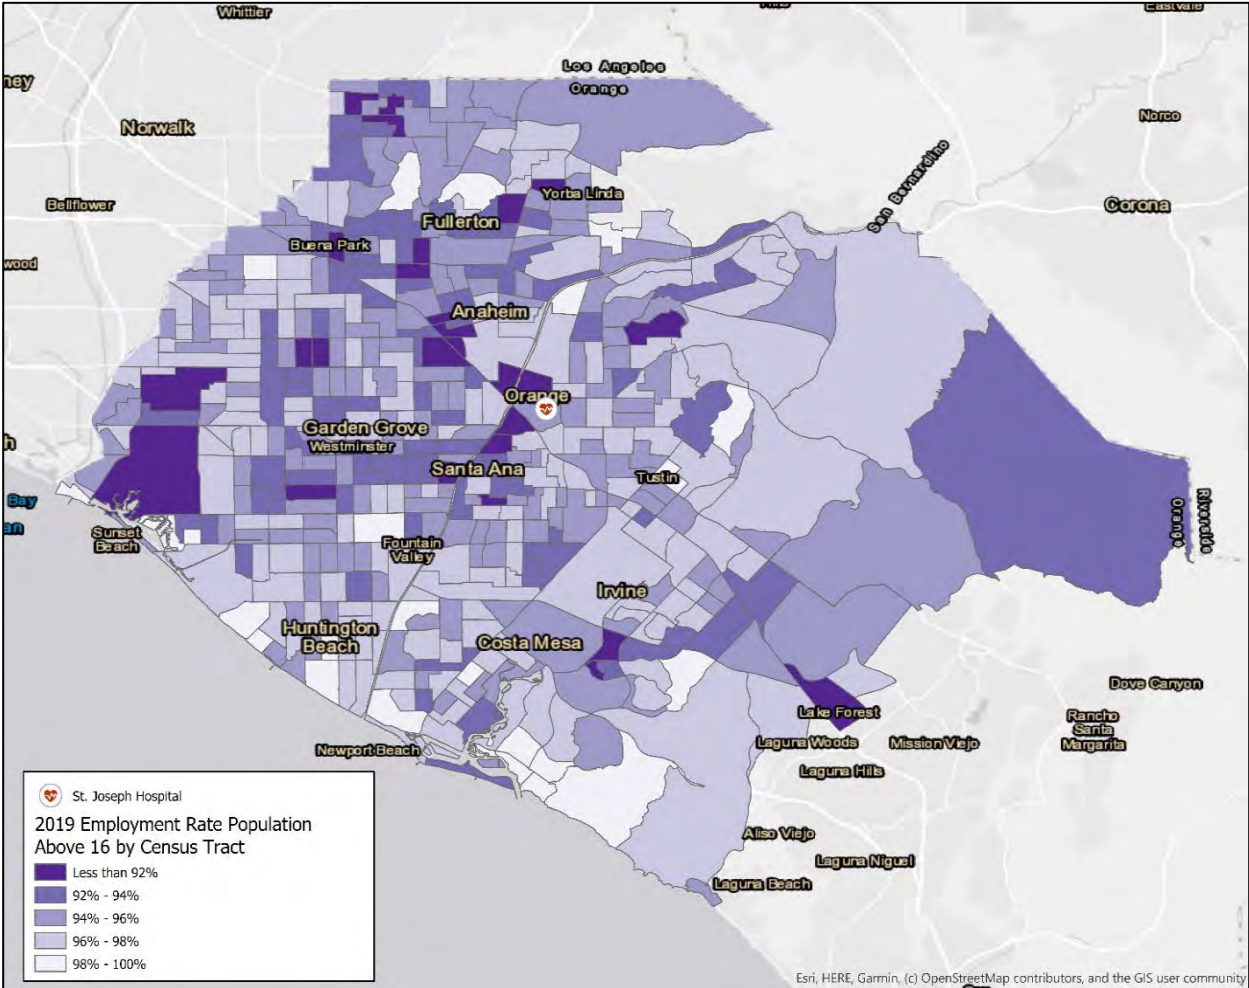 Whittier
Eastvale
Los Angeles
Orange
ney
Norwalk
Norco
San Bernardino
Yorba Linda
Bellflower
Corona
Fullerton
Buena Park
wood
Anaheim
Orange
Garden Grove
Westminster
h
Santa Ana
Tustin
Bay
an
Sunset
Beach
Fountain
Valley
Orange
Riverside
Irvine
Huntington
Beach
Costa Mesa
Dove Canyon
Lake Forest
Rancho
Santa
Margarita
Newport Beach
Laguna Woods
Mission Viejo
Laguna Hills
Aliso Viejo
Laguna Niguel
Laguna Beach
St. Joseph Hospital
2019 Employment Rate Population
Above 16 by Census Tract
Less than 92%
92% - 94%
94% - 96%
96% - 98%
98% - 100%
Esri, HERE, Garmin, (c) OpenStreetMap contributors, and the GIS user community